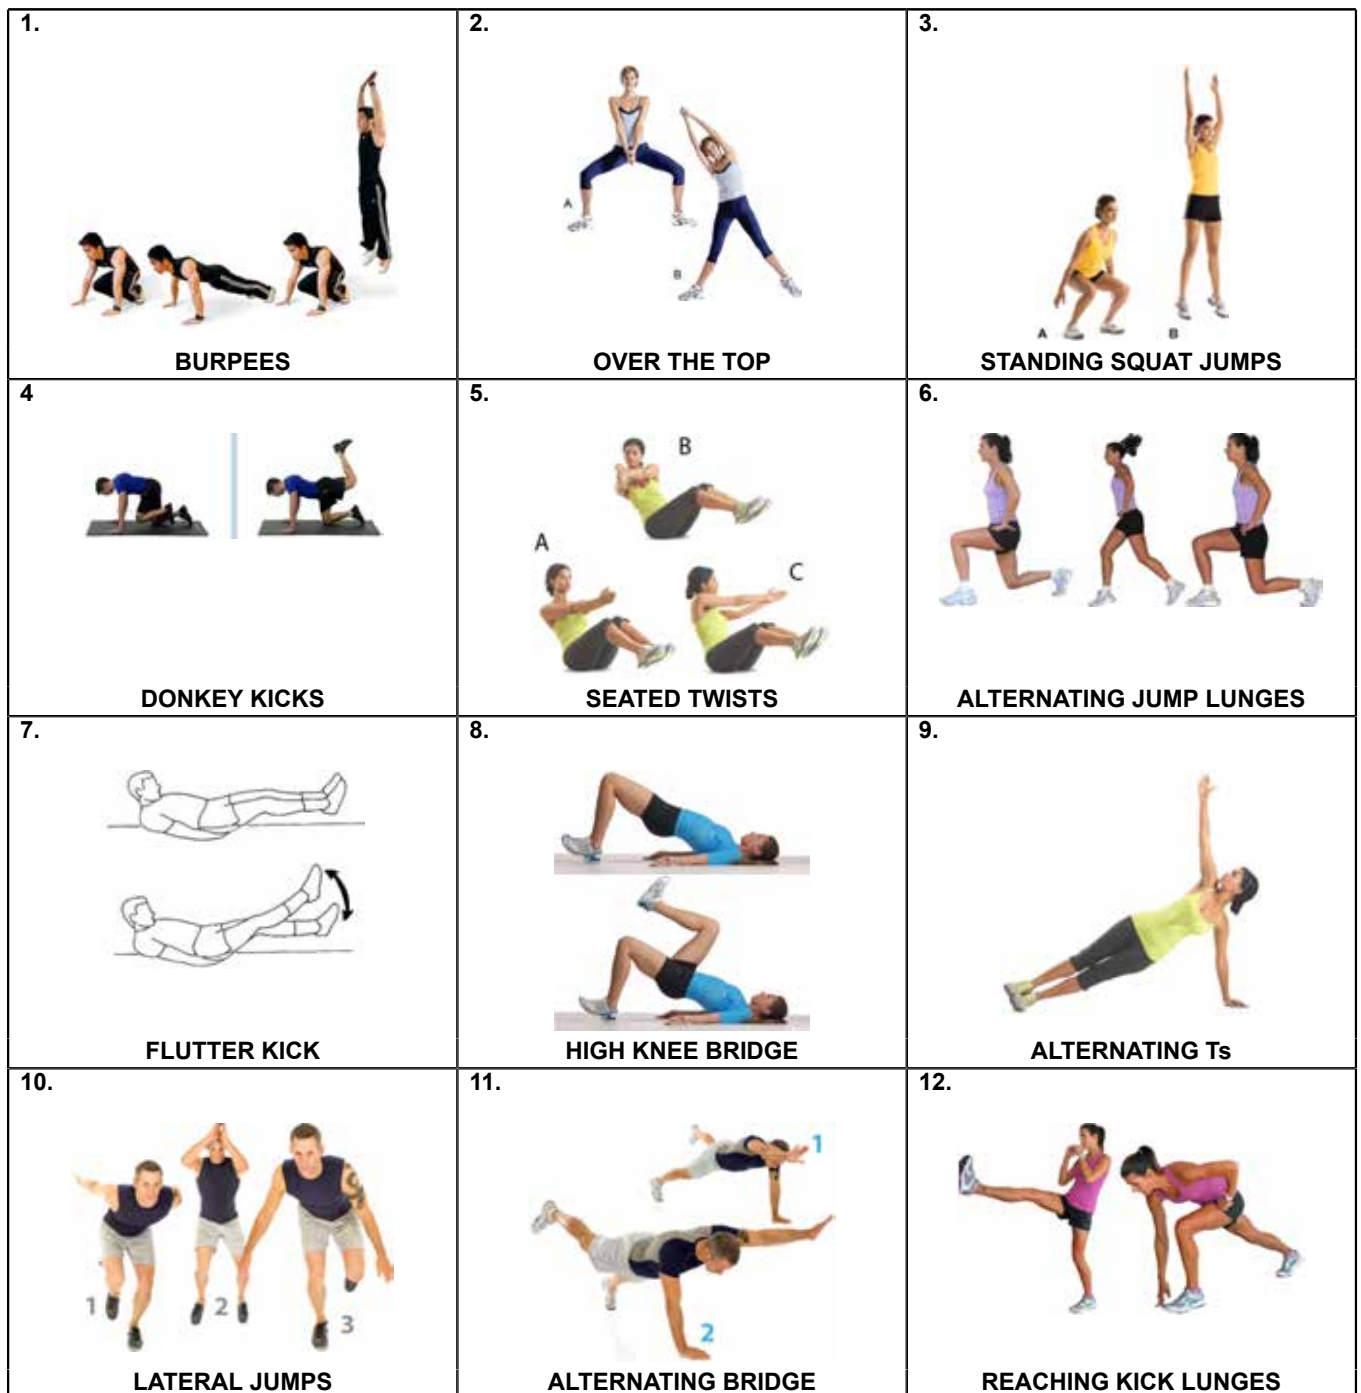 1.
2.
3.
A
B
A
B
BURPEES
OVER THE TOP
STANDING SQUAT JUMPS
4
5.
6.
B
A
C
DONKEY KICKS
SEATED TWISTS
ALTERNATING JUMP LUNGES
7.
8.
9.
FLUTTER KICK
HIGH KNEE BRIDGE
ALTERNATING Ts
10.
11.
12.
1
2
3
1
2
LATERAL JUMPS
ALTERNATING BRIDGE
REACHING KICK LUNGES